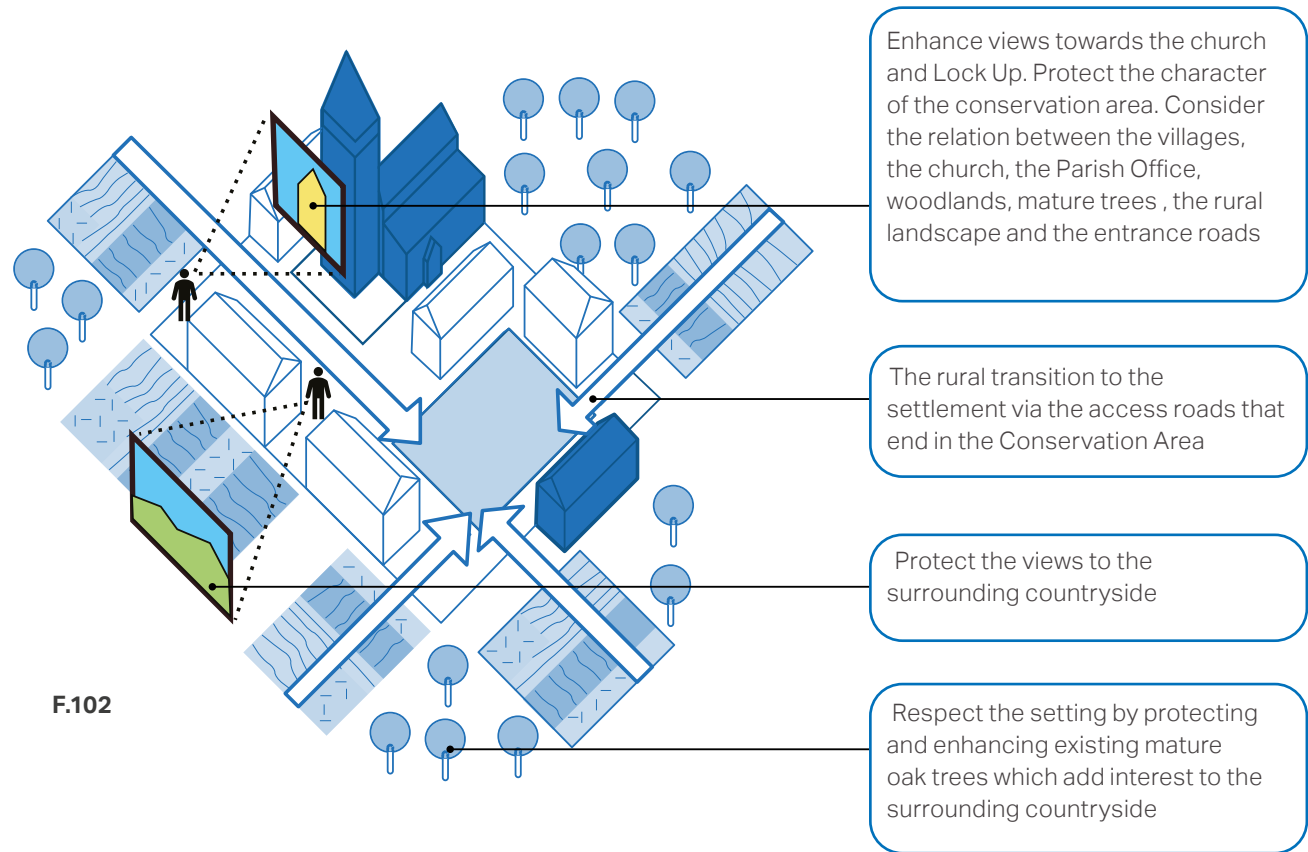 Enhance views towards the church
and Lock Up. Protect the character
of the conservation area. Consider
the relation between the villages,
the church, the Parish Office,
woodlands, mature trees , the rural
landscape and the entrance roads
The rural transition to the
settlement via the access roads that
end in the Conservation Area
Protect the views to the
surrounding countryside
F.102
Respect the setting by protecting
and enhancing existing mature
oak trees which add interest to the
surrounding countryside